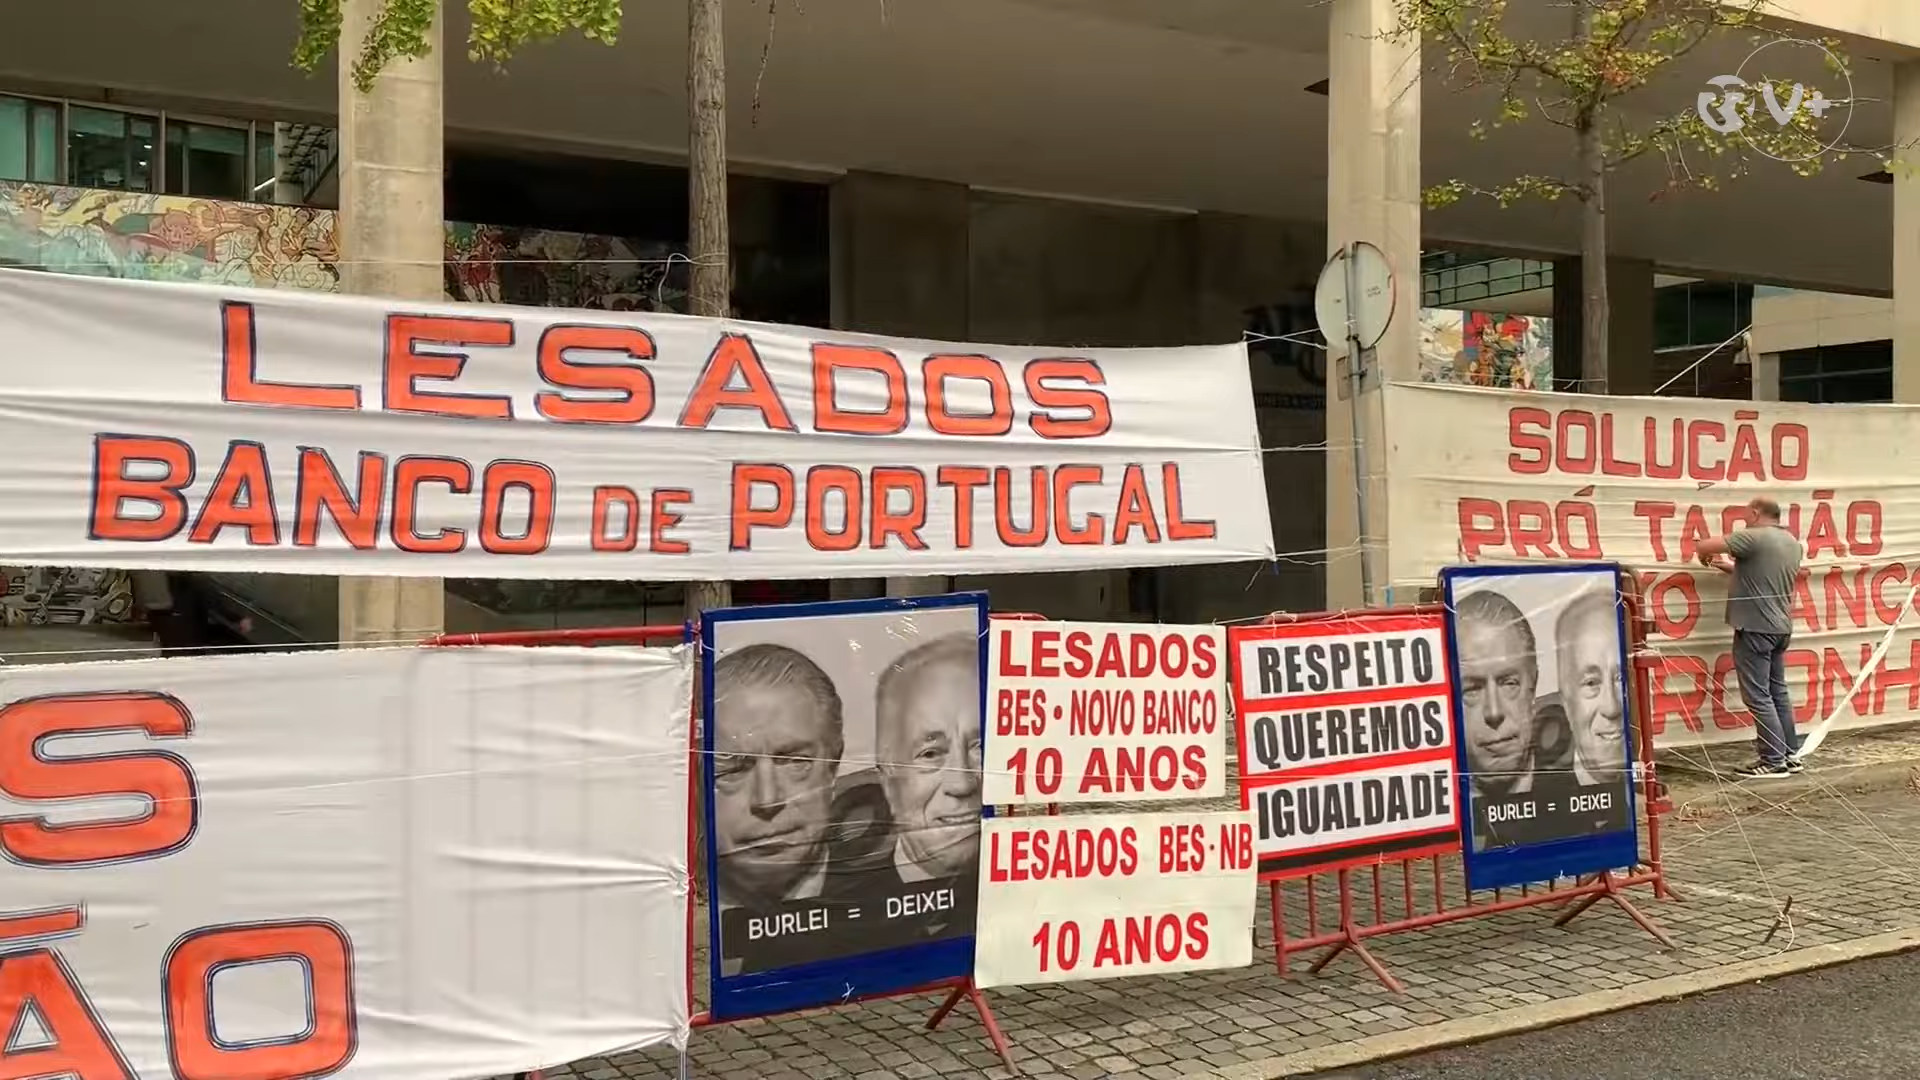 V+
LESADOS
BANCO DE PORTUGAL
SOLUÇÃO
PRÓ
BURLEI = DEIXEI
LESADOS
BES • NOVO BANCO
10 ANOS
LESADOS BES·NB
10 ANOS
RESPEITO
QUEREMOS
IGUALDADE
BURLEI = DEIXEI